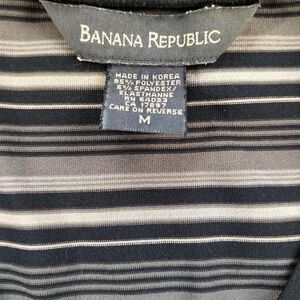 BANANA REPUBLIC
MADE IN KOREA
95% POLYESTER
5% SPANDEX/
ELASTHANNE
RN 54023
CA 17897
CARE ON REVERSE
M